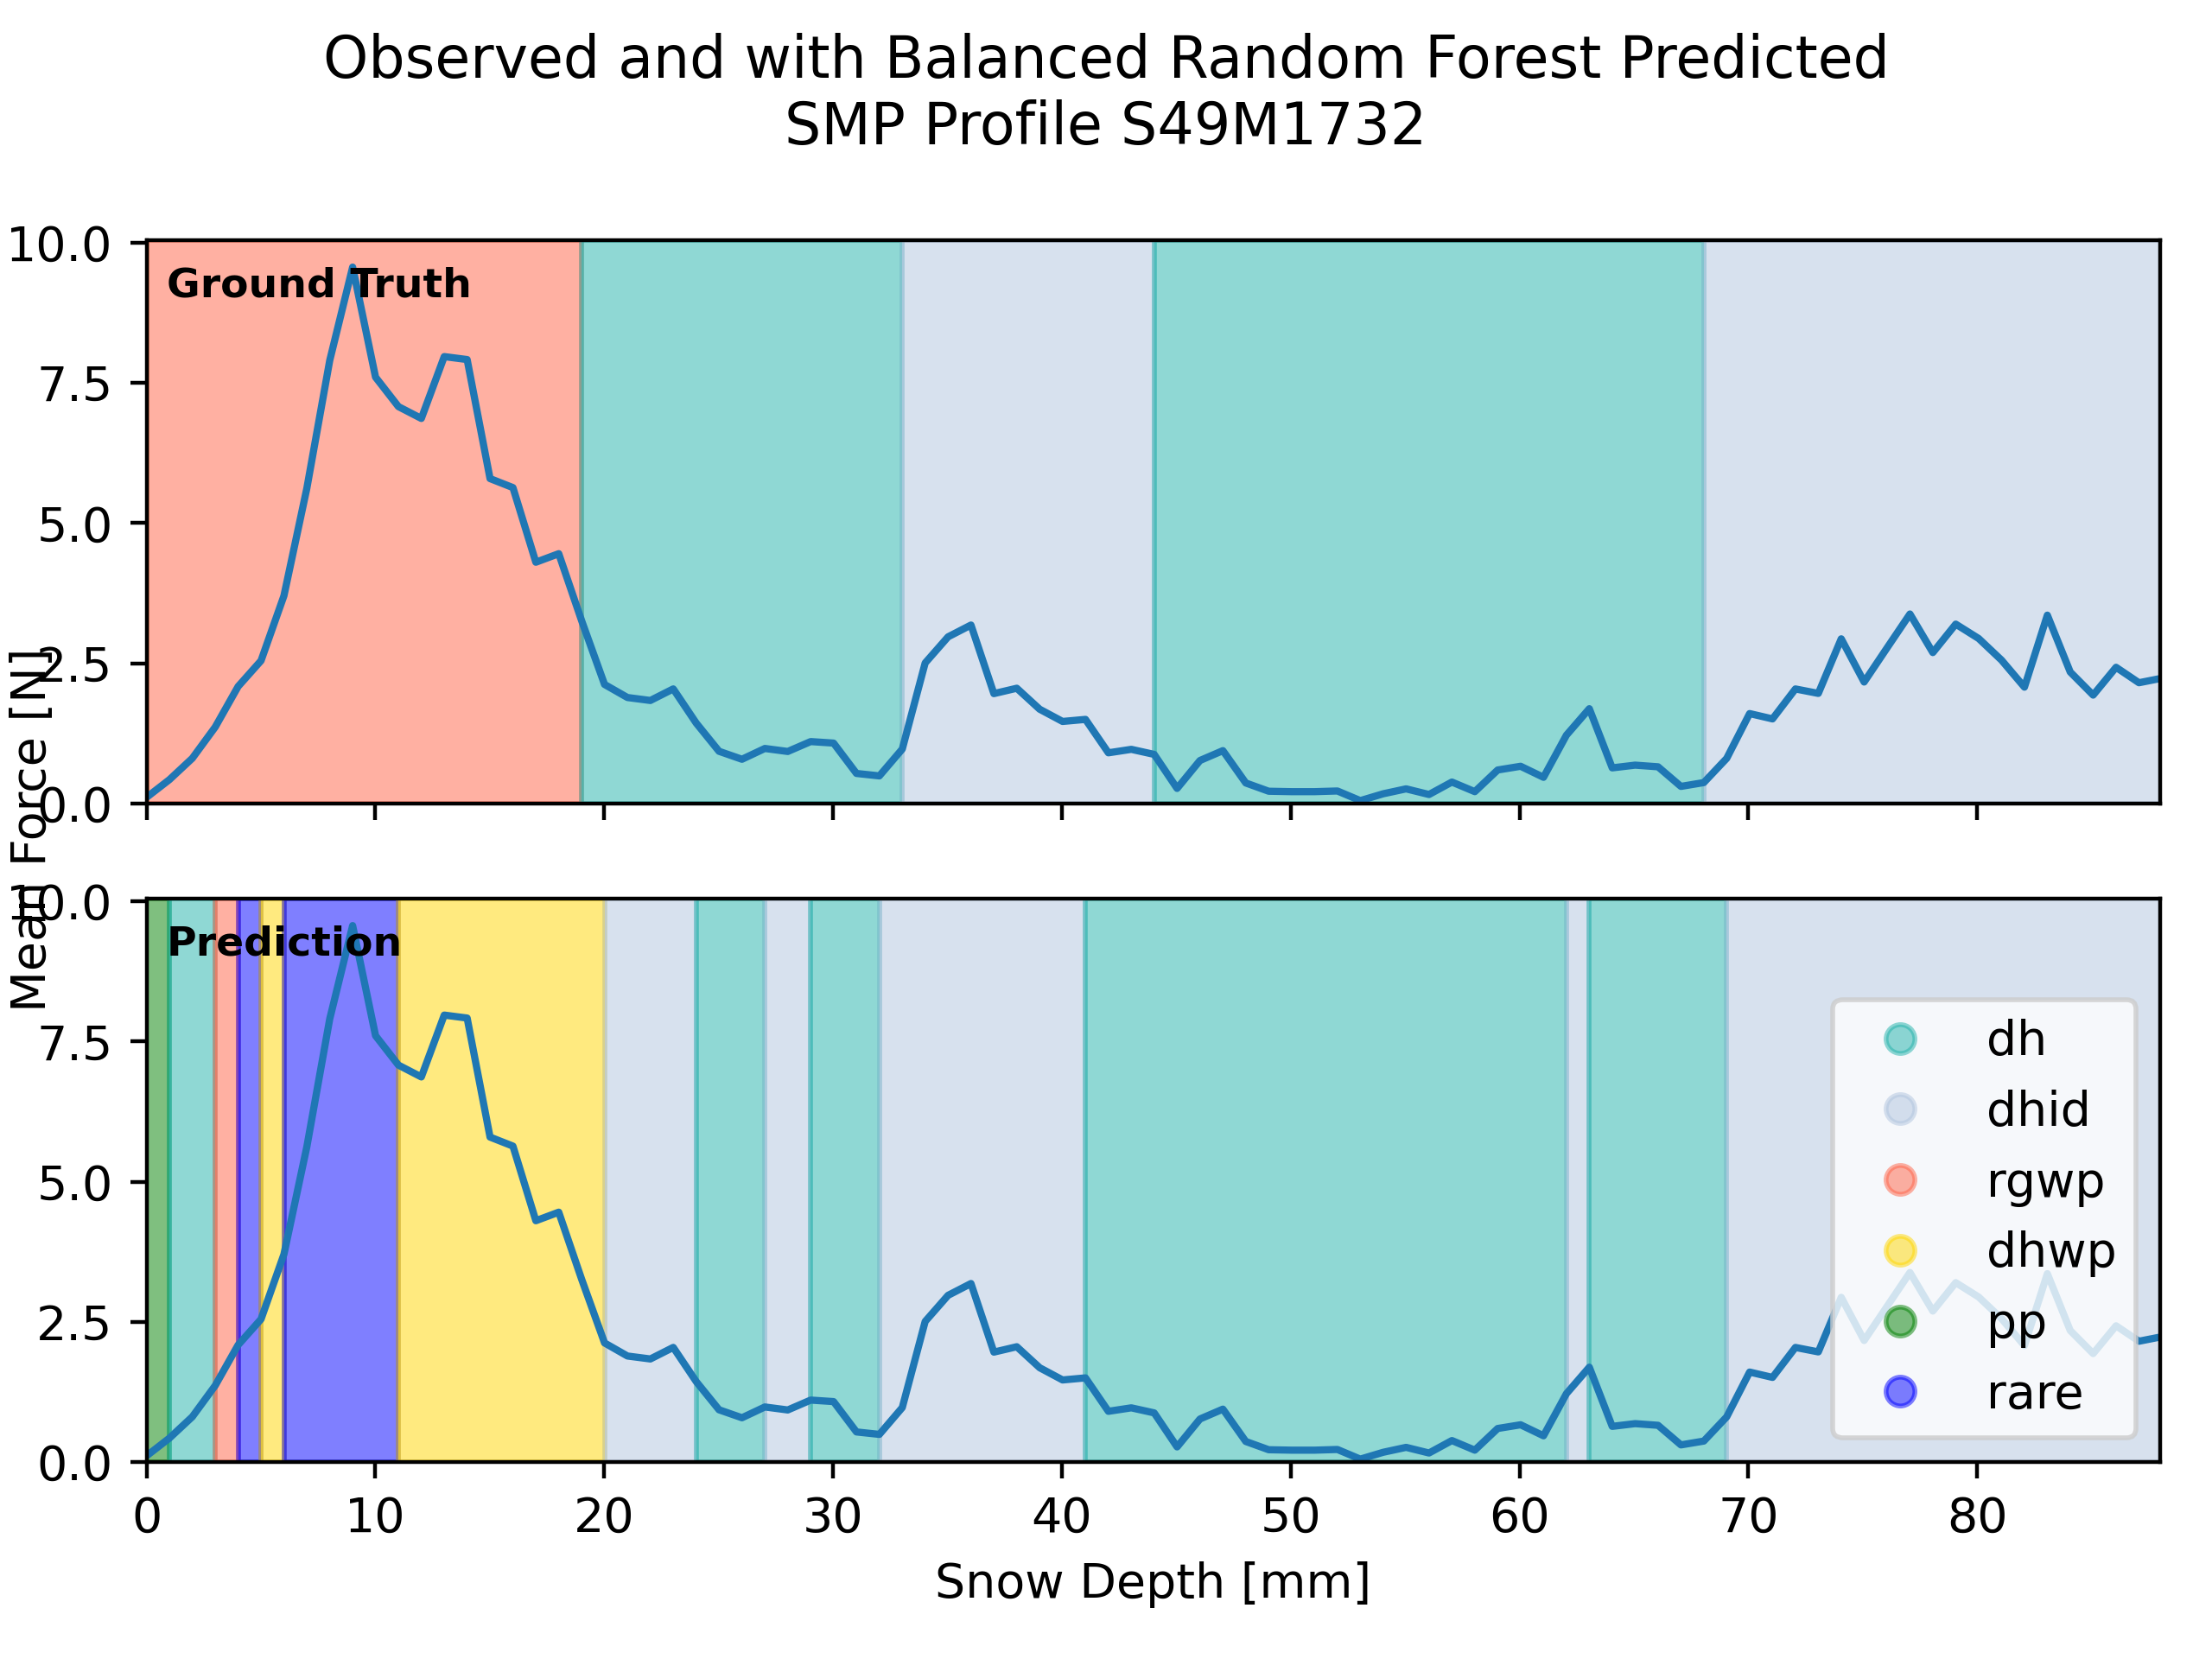 Observed and with Balanced Random Forest Predicted
SMP Profile S49M1732
10.0
Ground Truth
7.5
5.0
2.5
0.0
Mean Force [N]
10.0
Prediction
7.5
5.0
2.5
0.0
dh
dhid
rgwp
dhwp
pp
rare
0 10 20 30 40 50 60 70 80
Snow Depth [mm]